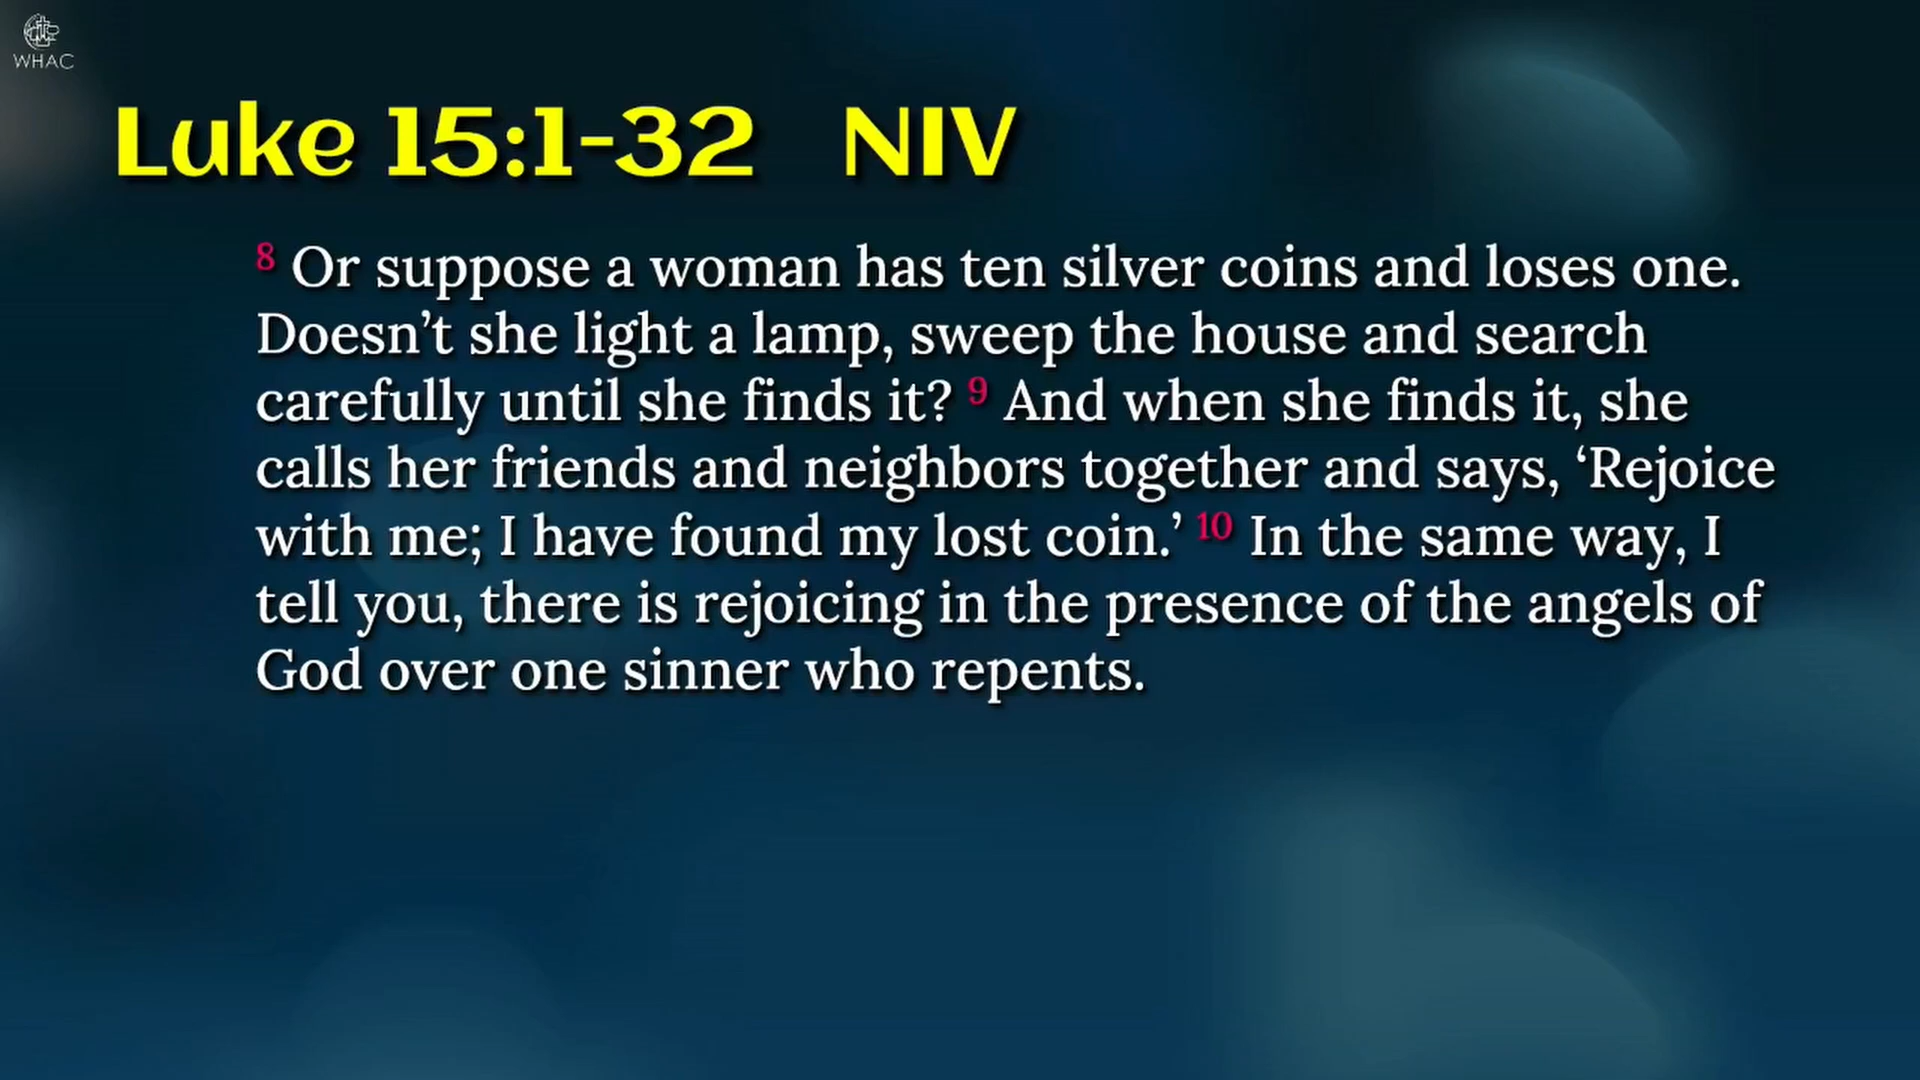 WHAC
Luke 15:1-32 NIV
8 Or suppose a woman has ten silver coins and loses one.
Doesn’t she light a lamp, sweep the house and search
carefully until she finds it? 9 And when she finds it, she
calls her friends and neighbors together and says, ‘Rejoice
with me; I have found my lost coin.’ 10 In the same way, I
tell you, there is rejoicing in the presence of the angels of
God over one sinner who repents.